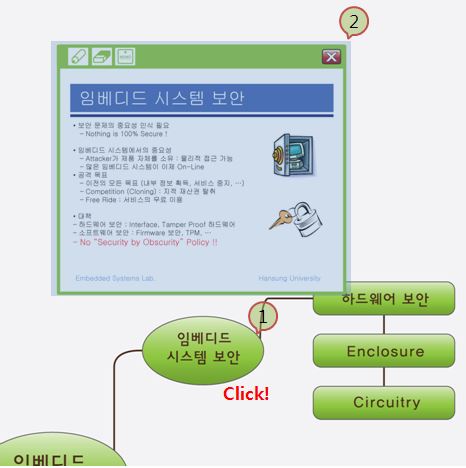 2
임베디드 시스템 보안
• 보안 문제의 중요성 인식 필요
– Nothing is 100% Secure !
• 임베디드 시스템에서의 중요성
– Attacker가 제품 자체를 소유 : 물리적 접근 가능
– 많은 임베디드 시스템이 이제 On-Line
• 공격 목표
– 이전의 모든 목표 (내부 정보 획득, 서비스 중지, …)
– Competition (Cloning) : 지적 재산권 탈취
– Free Ride : 서비스의 무료 이용
• 대책
– 하드웨어 보안 : Interface, Tamper Proof 하드웨어
– 소프트웨어 보안 : Firmware 보안, TPM, …
– No "Security by Obscurity" Policy !!
Embedded Systems Lab.
Hansung University
하드웨어 보안
1
임베디드
시스템 보안
Enclosure
Click!
Circuitry
임베디드